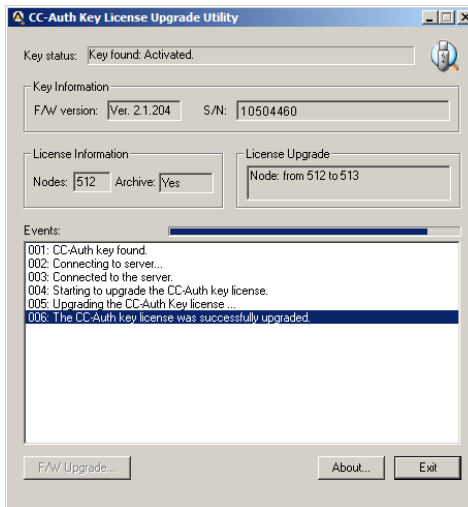 CC-Auth Key License Upgrade Utility
Key status: Key found: Activated.
Key Information
F/W version: Ver. 2.1.204 S/N: 10504460
License Information
Nodes: 512 Archive: Yes
License Upgrade
Node: from 512 to 513
Events:
001: CC-Auth key found.
002: Connecting to server...
003: Connected to the server.
004: Starting to upgrade the CC-Auth key license.
005: Upgrading the CC-Auth Key license ...
006: The CC-Auth key license was successfully upgraded.
F/W Upgrade... About... Exit